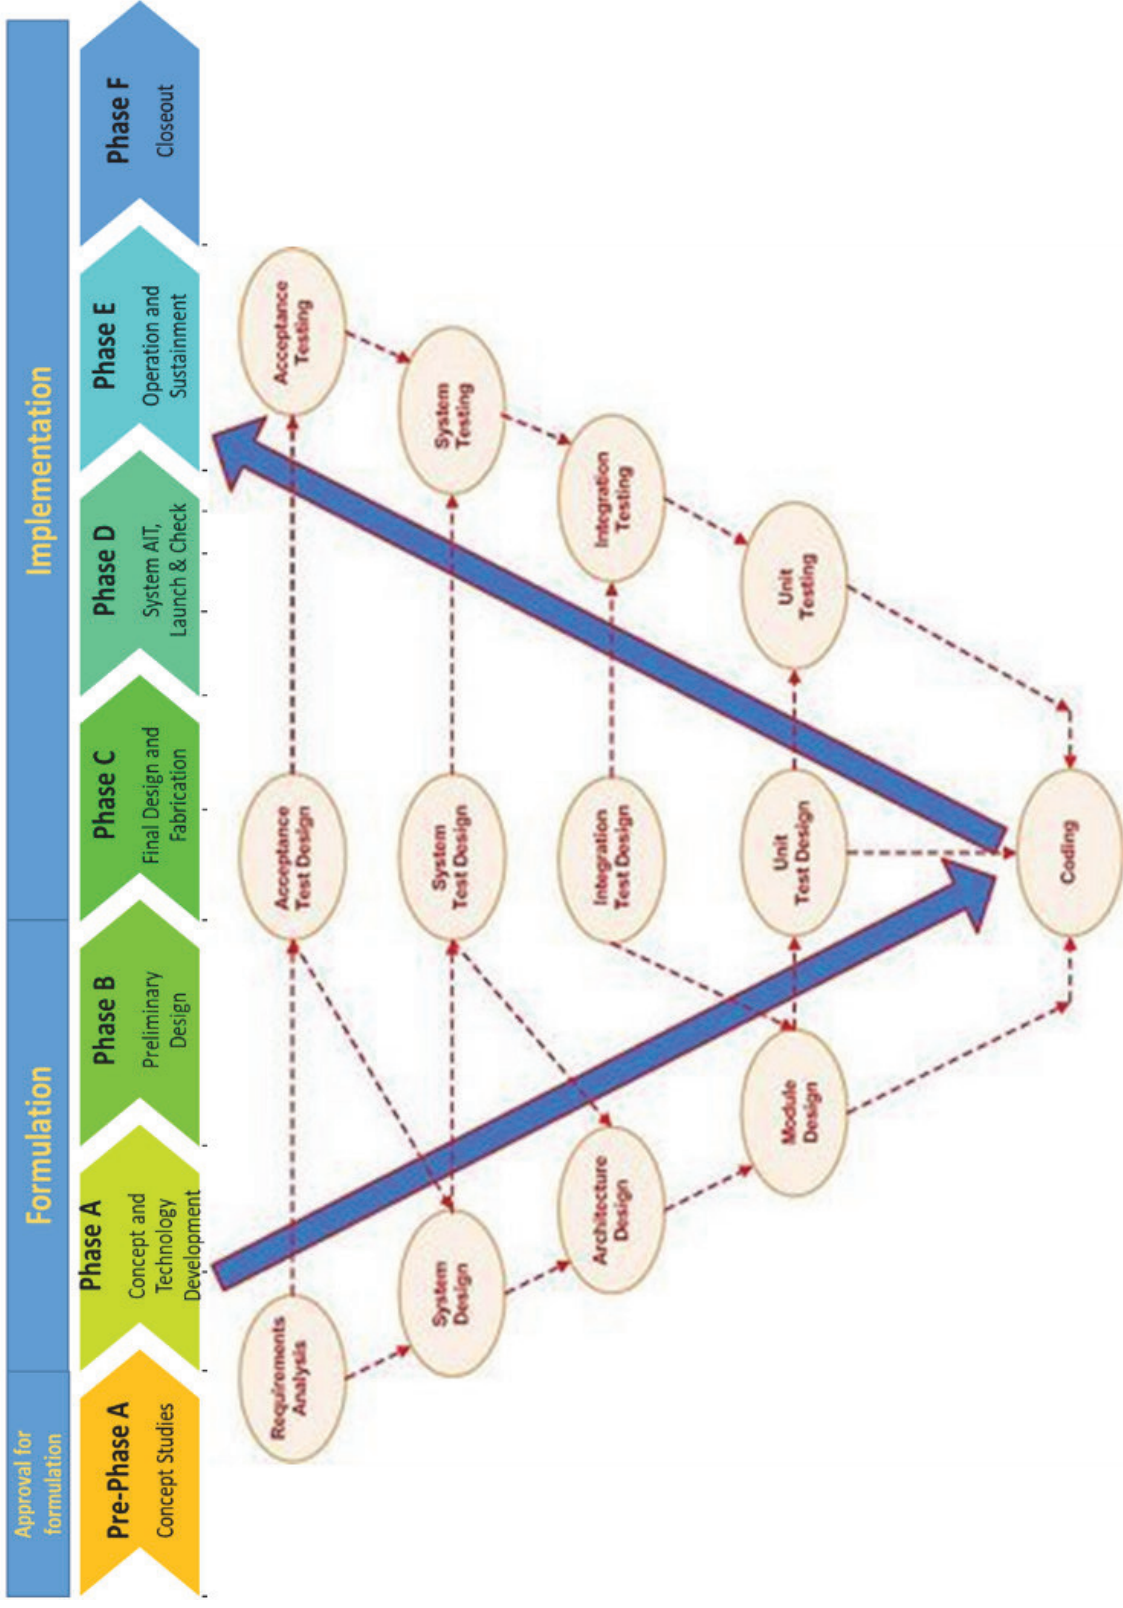 Approval for
formulation
Formulation
Implementation
Pre-Phase A
Concept Studies
Phase A
Concept and
Technology
Development
Phase B
Preliminary
Design
Phase C
Final Design and
Fabrication
Phase D
System AIT,
Launch & Check
Phase E
Operation and
Sustainment
Phase F
Closeout
Requirements
Analysis
Acceptance
Test Design
Acceptance
Testing
System
Design
System
Test Design
System
Testing
Architecture
Design
Integration
Test Design
Integration
Testing
Module
Design
Unit
Test Design
Unit
Testing
Coding